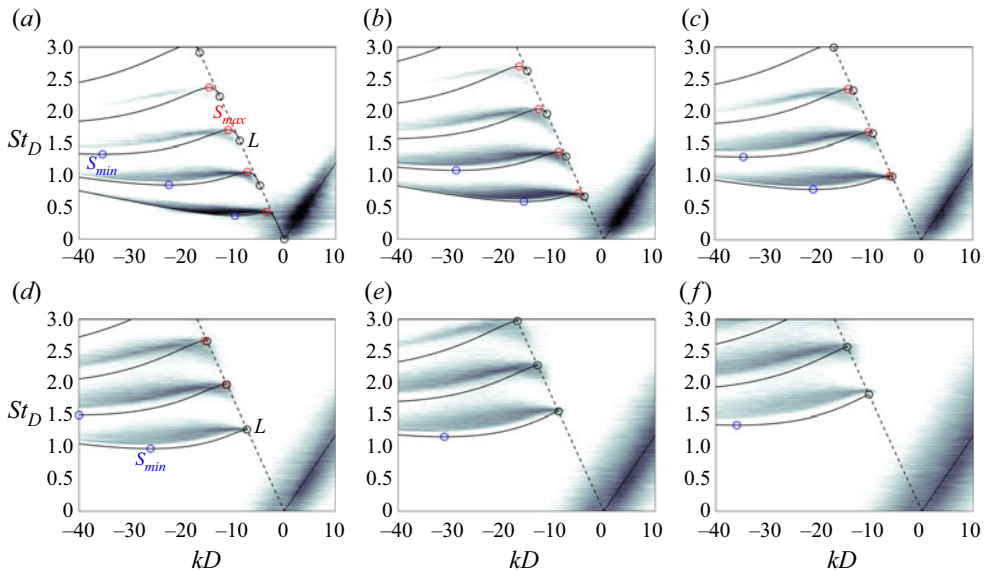 (a) (b) (c)
3.0 3.0 3.0
2.5 2.5 2.5
2.0 2.0 2.0
S_max
St_D 1.5 L 1.5 1.5
S_min
1.0 1.0 1.0
0.5 0.5 0.5
0 0 0
–40 –30 –20 –10 0 10 –40 –30 –20 –10 0 10 –40 –30 –20 –10 0 10
(d) (e) (f)
3.0 3.0 3.0
2.5 2.5 2.5
2.0 2.0 2.0
St_D 1.5 1.5 1.5
L
1.0 1.0 1.0
S_min
0.5 0.5 0.5
0 0 0
–40 –30 –20 –10 0 10 –40 –30 –20 –10 0 10 –40 –30 –20 –10 0 10
kD kD kD